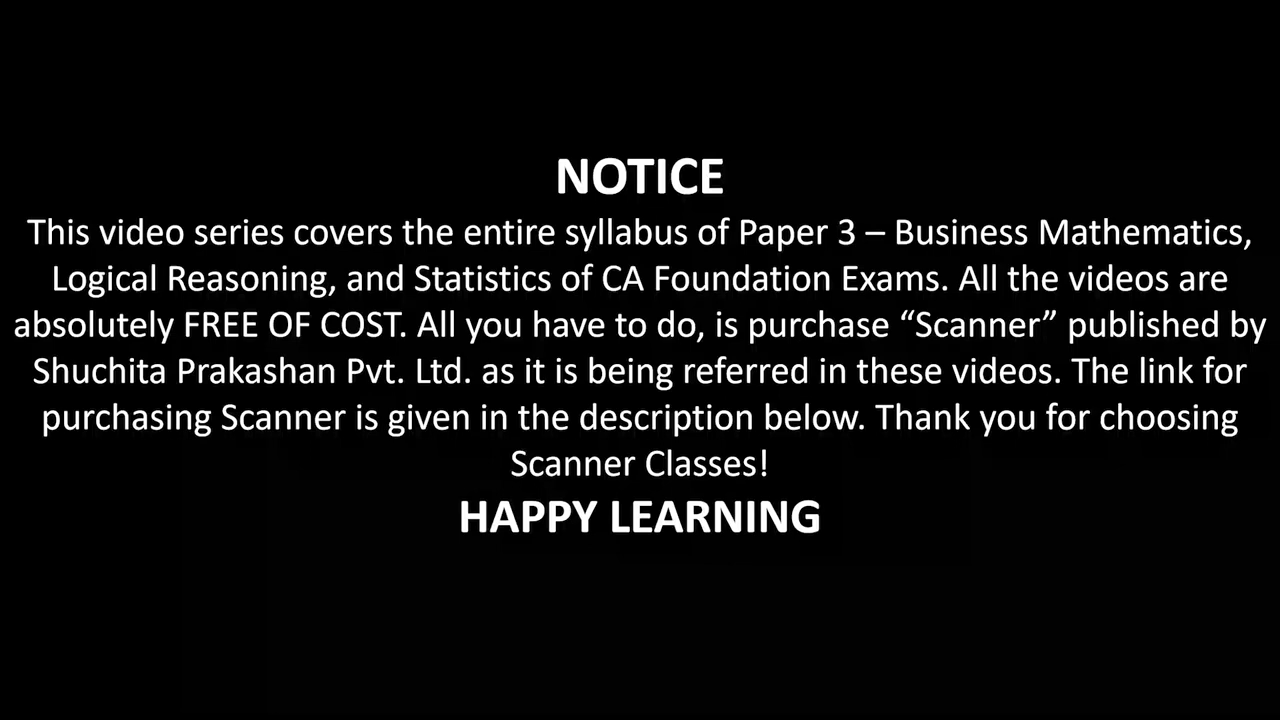 NOTICE
This video series covers the entire syllabus of Paper 3 – Business Mathematics,
Logical Reasoning, and Statistics of CA Foundation Exams. All the videos are
absolutely FREE OF COST. All you have to do, is purchase “Scanner” published by
Shuchita Prakashan Pvt. Ltd. as it is being referred in these videos. The link for
purchasing Scanner is given in the description below. Thank you for choosing
Scanner Classes!
HAPPY LEARNING